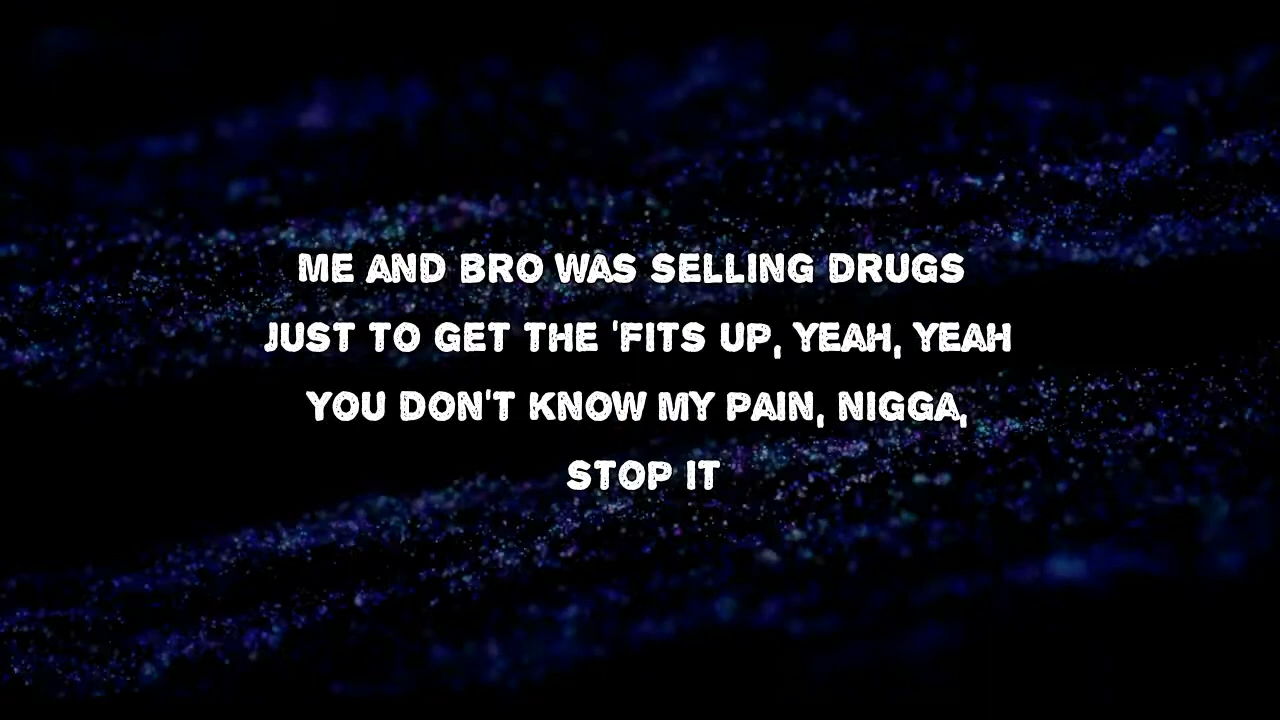 ME AND BRO WAS SELLING DRUGS
JUST TO GET THE 'FITS UP, YEAH, YEAH
YOU DON'T KNOW MY PAIN, NIGGA,
STOP IT